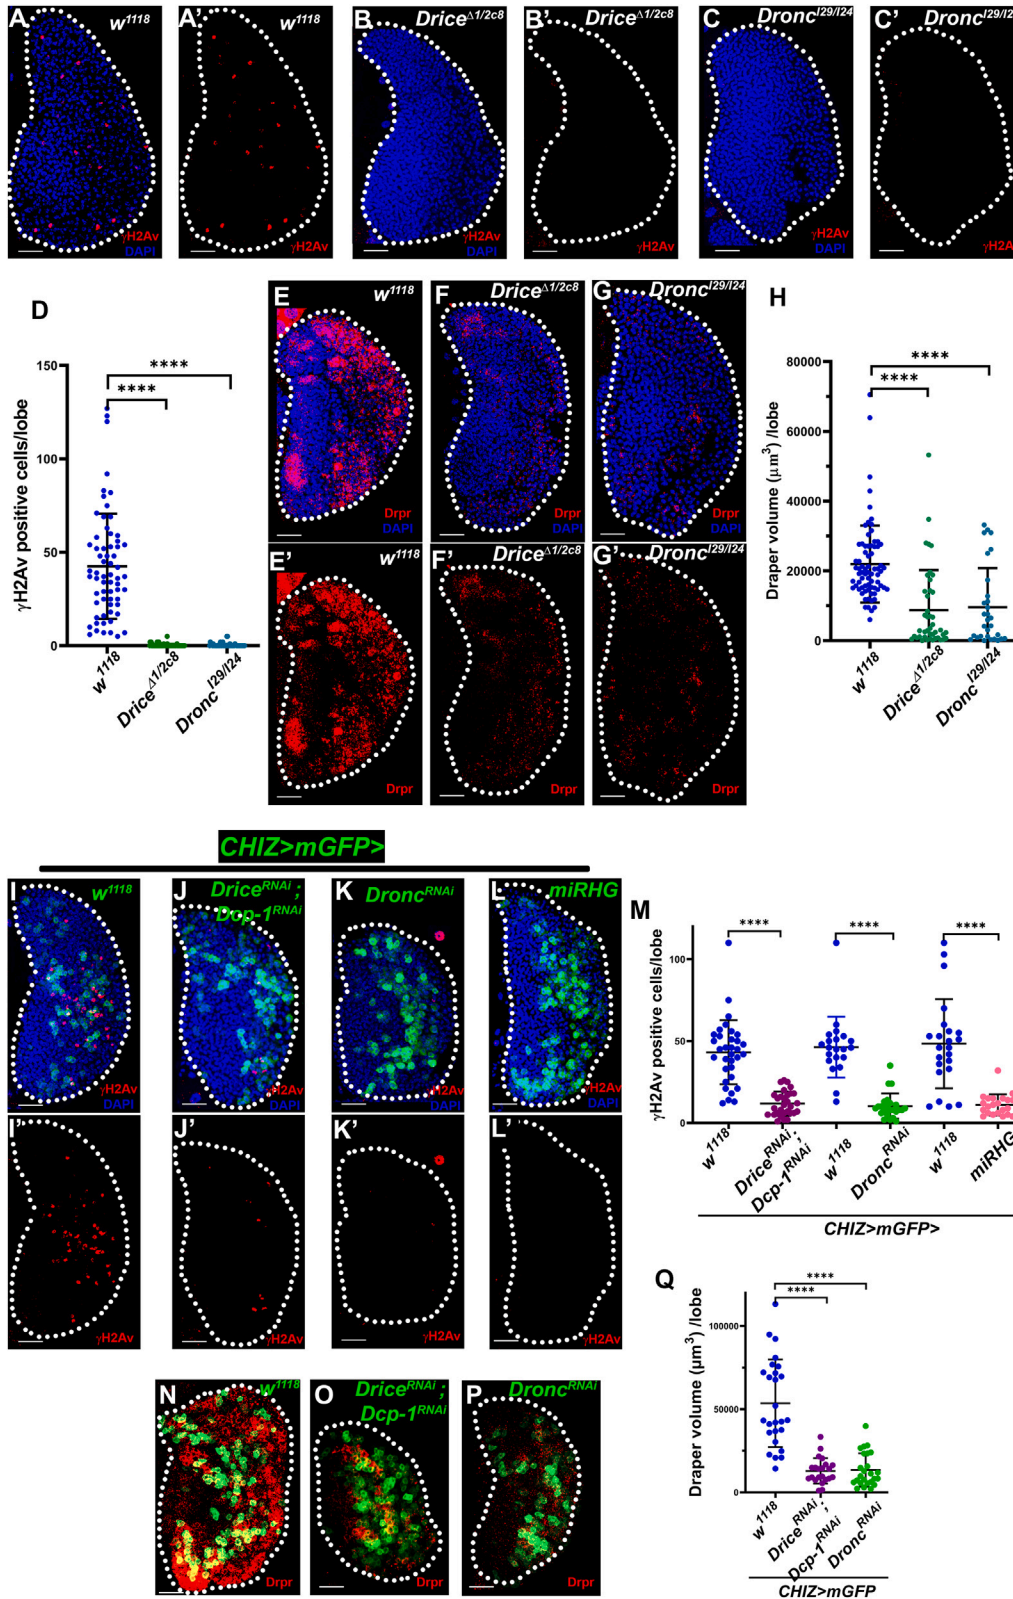 A w1118
A' w1118
B DriceΔ1/2c8
B' DriceΔ1/2c8
C DroncI29/I24
C' DroncI29/I2
γH2Av
DAPI
γH2Av
γH2Av
DAPI
γH2Av
γH2Av
DAPI
γH2A
D
γH2Av positive cells/lobe
150
100
50
0
****
****
w1118
DriceΔ1/2c8
DroncI29/I24
E w1118
F DriceΔ1/2c8
G DroncI29/I24
Drpr
DAPI
Drpr
DAPI
Drpr
DAPI
E' w1118
F' DriceΔ1/2c8
G' DroncI29/I24
Drpr
Drpr
Drpr
H
Draper volume (μm3) /lobe
80000
60000
40000
20000
0
****
****
w1118
DriceΔ1/2c8
DroncI29/I24
CHIZ>mGFP>
I w1118
J DriceRNAi;
Dcp-1RNAi
K DroncRNAi
L miRHG
γH2Av
DAPI
γH2Av
DAPI
γH2Av
DAPI
γH2Av
DAPI
I'
J'
K'
L'
γH2Av
γH2Av
γH2Av
γH2Av
M
γH2Av positive cells/lobe
100
50
0
****
****
****
w1118
DriceRNAi;
Dcp-1RNAi
w1118
DroncRNAi
w1118
miRHG
CHIZ>mGFP>
N w1118
O DriceRNAi;
Dcp-1RNAi
P DroncRNAi
Drpr
Drpr
Drpr
Q
Draper volume (μm3) /lobe
100000
50000
0
****
****
w1118
DriceRNAi;
Dcp-1RNAi
DroncRNAi
CHIZ>mGFP